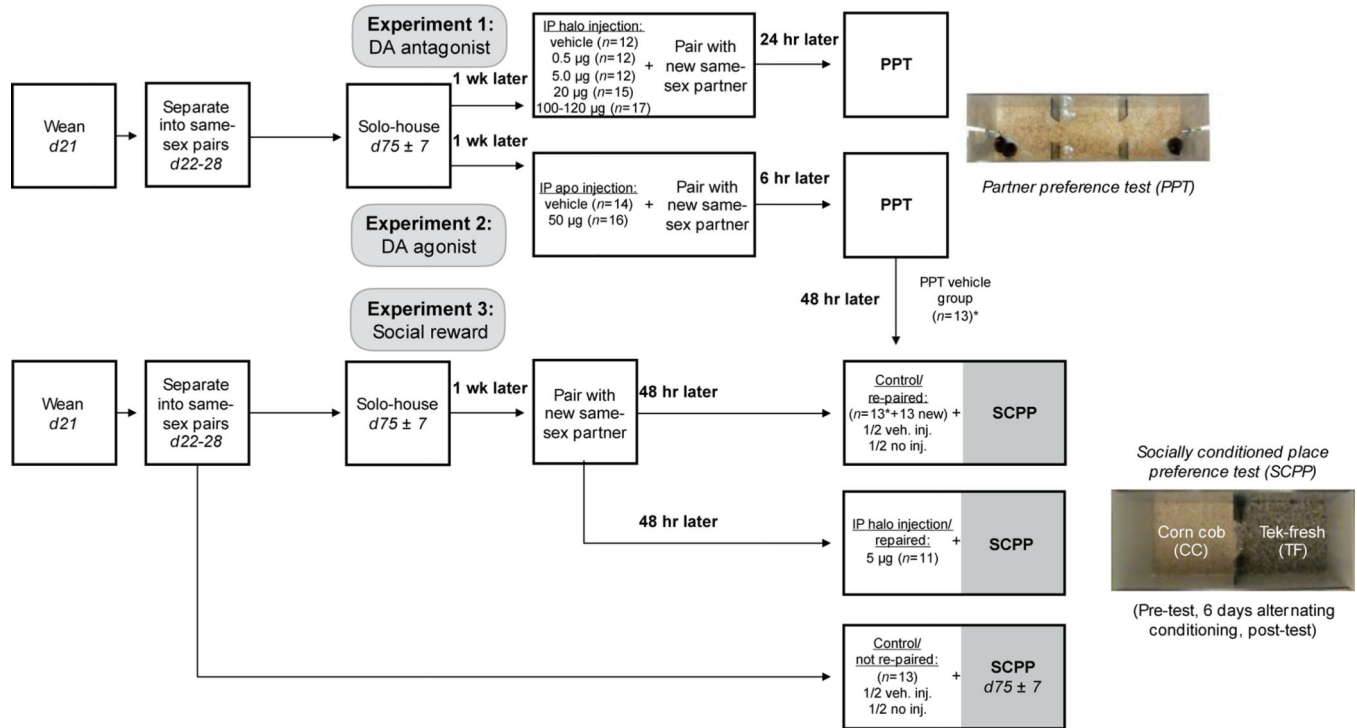 Experiment 1:
DA antagonist
IP halo injection:
vehicle (n=12)
0.5 µg (n=12)
5.0 µg (n=12)
20 µg (n=15)
100-120 µg (n=17)
+
Pair with
new same-
sex partner
24 hr later
PPT
1 wk later
Wean
d21
Separate
into same-
sex pairs
d22-28
Solo-house
d75 ± 7
1 wk later
IP apo injection:
vehicle (n=14)
50 µg (n=16)
+
Pair with
new same-
sex partner
6 hr later
PPT
Partner preference test (PPT)
Experiment 2:
DA agonist
48 hr later
PPT vehicle
group
(n=13)*
Experiment 3:
Social reward
Wean
d21
Separate
into same-
sex pairs
d22-28
Solo-house
d75 ± 7
1 wk later
Pair with
new same-
sex partner
48 hr later
Control/
re-paired:
(n=13*+13 new)
1/2 veh. inj.
1/2 no inj.
+
SCPP
48 hr later
IP halo injection/
repaired:
5 µg (n=11)
+
SCPP
Control/
not re-paired:
(n=13)
1/2 veh. inj.
1/2 no inj.
+
SCPP
d75 ± 7
Socially conditioned place
preference test (SCPP)
Corn cob
(CC)
Tek-fresh
(TF)
(Pre-test, 6 days alternating
conditioning, post-test)